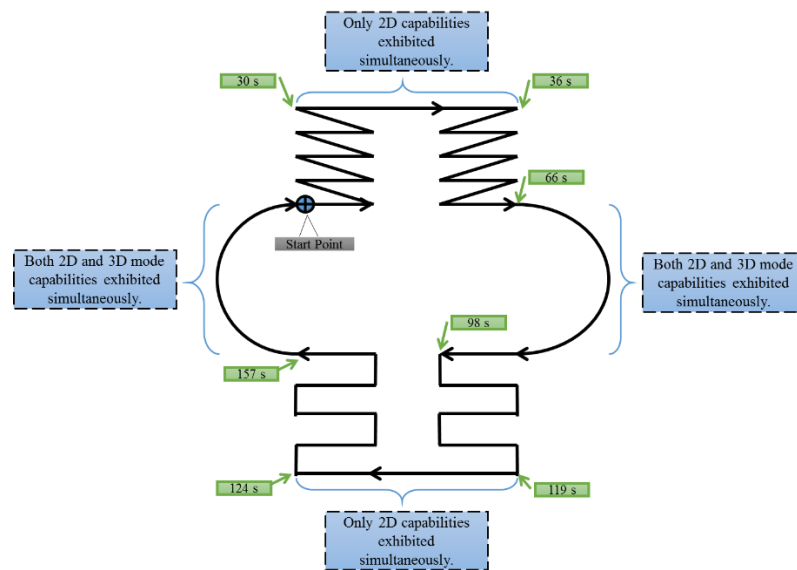 Only 2D capabilities
exhibited
simultaneously.
30 s
36 s
66 s
Start Point
Both 2D and 3D mode
capabilities exhibited
simultaneously.
Both 2D and 3D mode
capabilities exhibited
simultaneously.
98 s
157 s
124 s
119 s
Only 2D capabilities
exhibited
simultaneously.